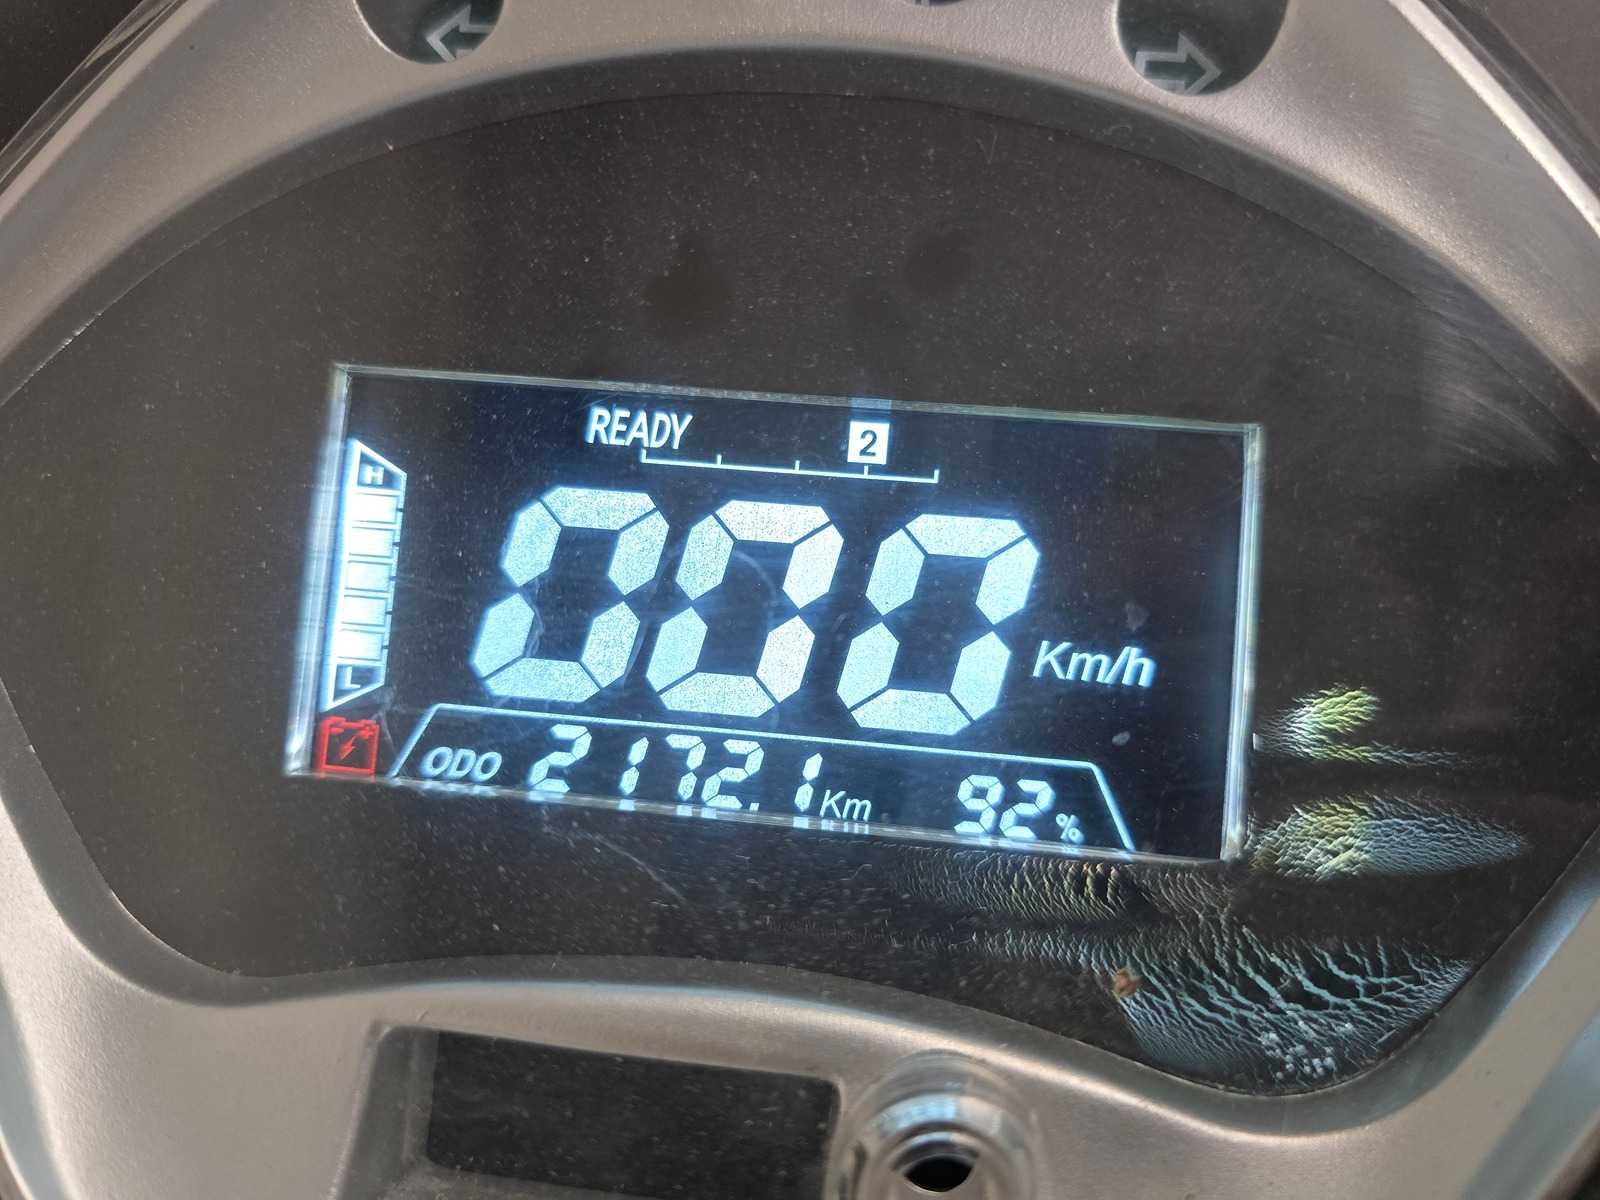 READY 2
H
000 Km/h
L
ODO 2172.1 Km 92 %